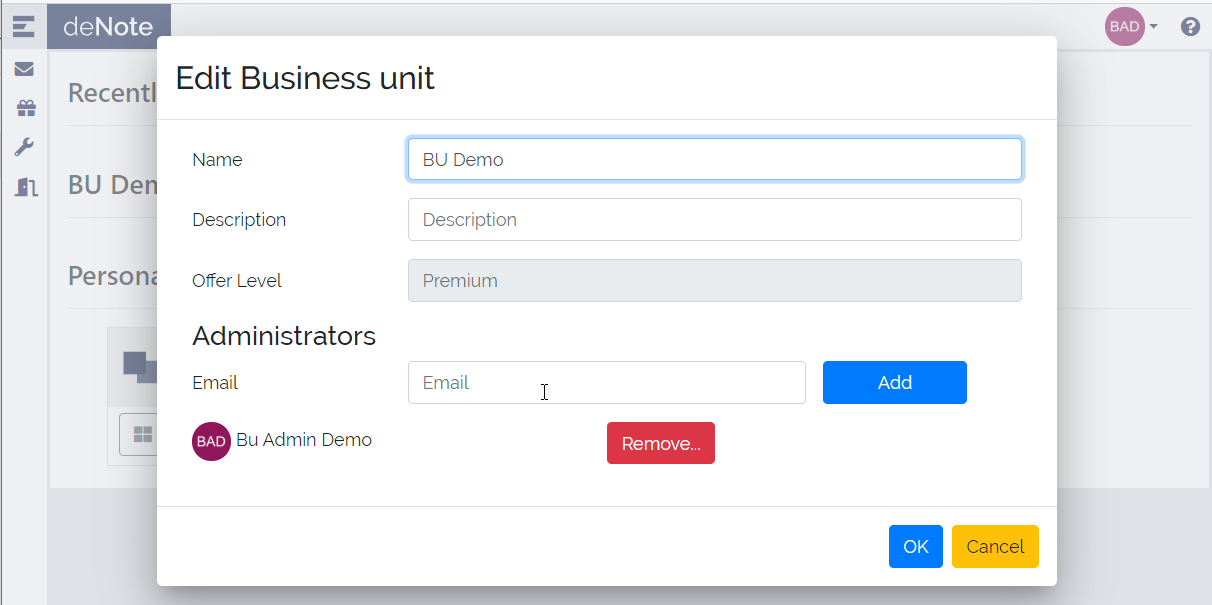 deNote
BAD
Edit Business unit
Recentl
Name
BU Demo
BU Den
Description
Description
Offer Level
Premium
Persona
Administrators
Email
Email
Add
BAD
Bu Admin Demo
Remove...
OK
Cancel